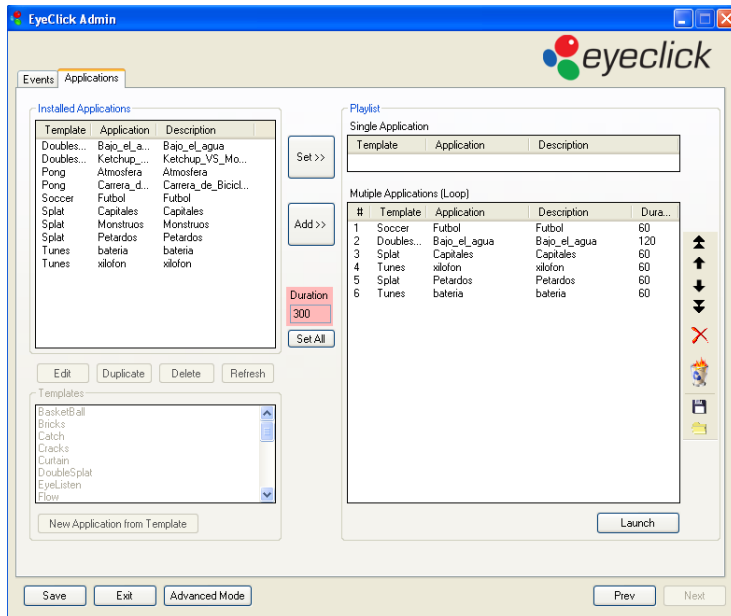 EyeClick Admin
eyeclick
Events Applications
Installed Applications
Template Application Description
Doubles... Bajo_el_a... Bajo_el_agua
Doubles... Ketchup_... Ketchup_VS_Mo...
Pong Atmosfera Atmosfera
Pong Carrera_d... Carrera_de_Bicicl...
Soccer Futbol Futbol
Splat Capitales Capitales
Splat Monstruos Monstruos
Splat Petardos Petardos
Tunes bateria bateria
Tunes xilofon xilofon
Set >>
Add >>
Duration
300
Set All
Edit Duplicate Delete Refresh
Templates
BasketBall
Bricks
Catch
Cracks
Curtain
DoubleSplat
EyeListen
Flow
New Application from Template
Playlist
Single Application
Template Application Description
Mutiple Applications (Loop)
# Template Application Description Dura...
1 Soccer Futbol Futbol 60
2 Doubles... Bajo_el_agua Bajo_el_agua 120
3 Splat Capitales Capitales 60
4 Tunes xilofon xilofon 60
5 Splat Petardos Petardos 60
6 Tunes bateria bateria 60
Launch
Save Exit Advanced Mode Prev Next